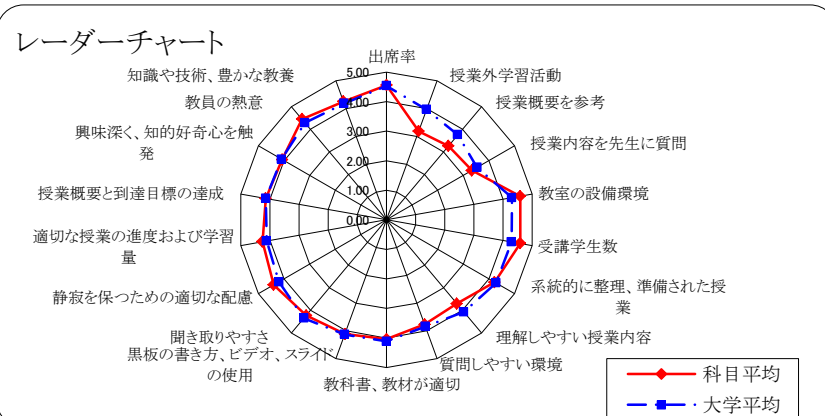 レーダーチャート
出席率
授業外学習活動
授業概要を参考
授業内容を先生に質問
教室の設備環境
受講学生数
系統的に整理、準備された授
業
理解しやすい授業内容
質問しやすい環境
教科書、教材が適切
黒板の書き方、ビデオ、スライド
の使用
聞き取りやすさ
静寂を保つための適切な配慮
適切な授業の進度および学習
量
授業概要と到達目標の達成
興味深く、知的好奇心を触
発
教員の熱意
知識や技術、豊かな教養
5.00
4.00
3.00
2.00
1.00
0.00
科目平均
大学平均